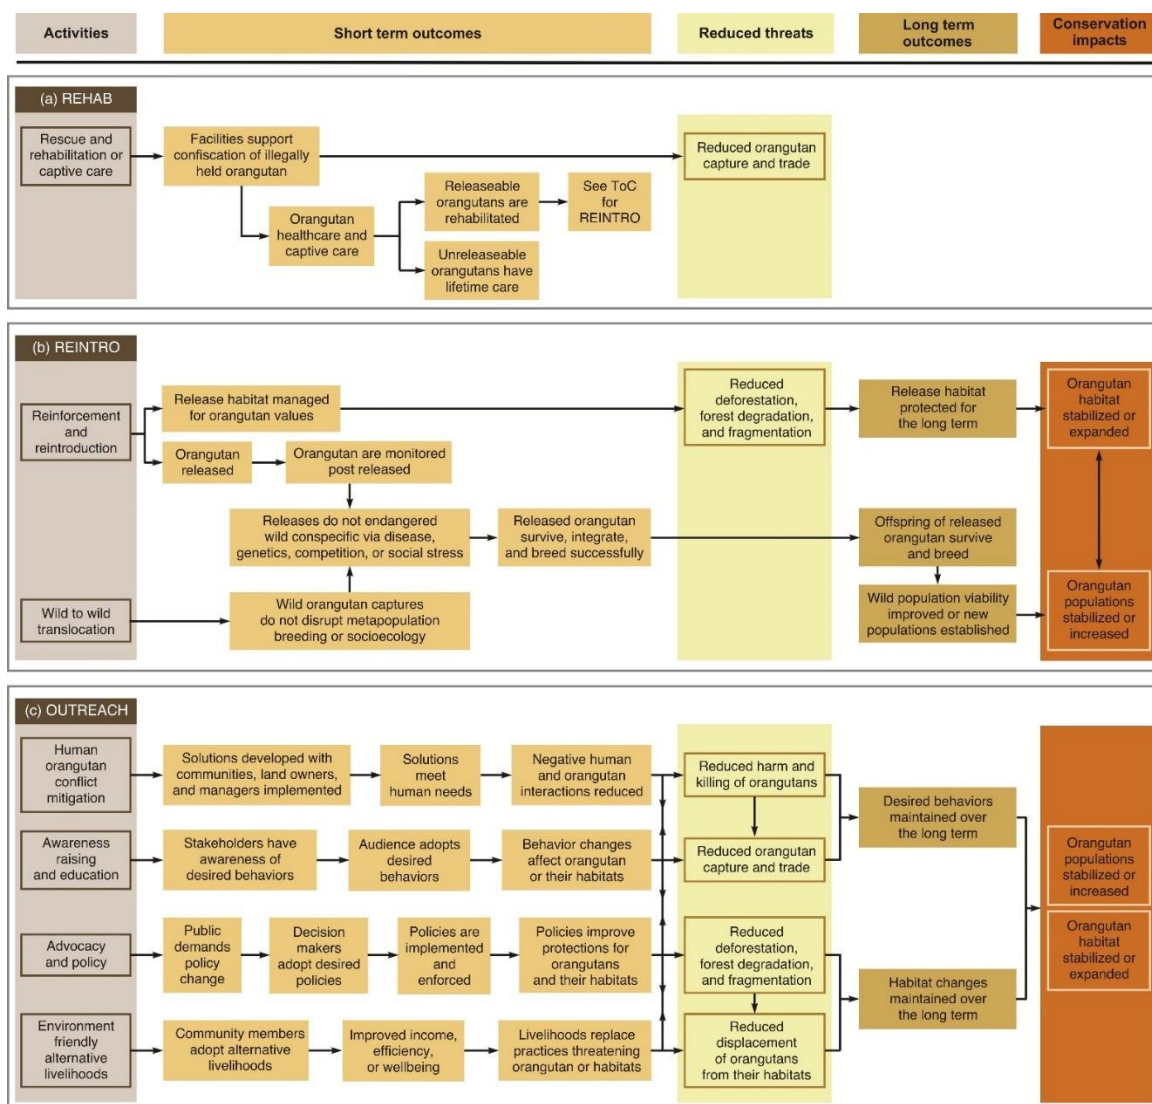 Activities
Short term outcomes
Reduced threats
Long term
outcomes
Conservation
impacts
(a) REHAB
Rescue and
rehabilitation or
captive care
Facilities support
confiscation of illegally
held orangutan
Reduced orangutan
capture and trade
Orangutan
healthcare and
captive care
Releaseable
orangutans are
rehabilitated
See ToC
for
REINTRO
Unreleaseable
orangutans have
lifetime care
(b) REINTRO
Reinforcement
and
reintroduction
Release habitat managed
for orangutan values
Reduced
deforestation,
forest degradation,
and fragmentation
Release habitat
protected for
the long term
Orangutan
habitat
stabilized or
expanded
Orangutan
released
Orangutan are monitored
post released
Releases do not endangered
wild conspecific via disease,
genetics, competition, or social stress
Released orangutan
survive, integrate,
and breed successfully
Offspring of released
orangutan survive
and breed
Wild to wild
translocation
Wild orangutan captures
do not disrupt metapopulation
breeding or socioecology
Wild population viability
improved or new
populations established
Orangutan
populations
stabilized or
increased
(c) OUTREACH
Human
orangutan
conflict
mitigation
Solutions developed with
communities, land owners,
and managers implemented
Solutions
meet
human needs
Negative human
and orangutan
interactions reduced
Reduced harm and
killing of orangutans
Desired behaviors
maintained over
the long term
Awareness
raising
and education
Stakeholders have
awareness of
desired behaviors
Audience adopts
desired
behaviors
Behavior changes
affect orangutan
or their habitats
Reduced orangutan
capture and trade
Orangutan
populations
stabilized or
increased
Advocacy
and policy
Public
demands
policy
change
Decision
makers
adopt desired
policies
Policies are
implemented
and
enforced
Policies improve
protections for
orangutans
and their habitats
Reduced
deforestation,
forest degradation,
and fragmentation
Orangutan
habitat
stabilized or
expanded
Habitat changes
maintained over
the long term
Environment
friendly
alternative
livelihoods
Community members
adopt alternative
livelihoods
Improved income,
efficiency,
or wellbeing
Livelihoods replace
practices threatening
orangutan or habitats
Reduced
displacement
of orangutans
from their habitats